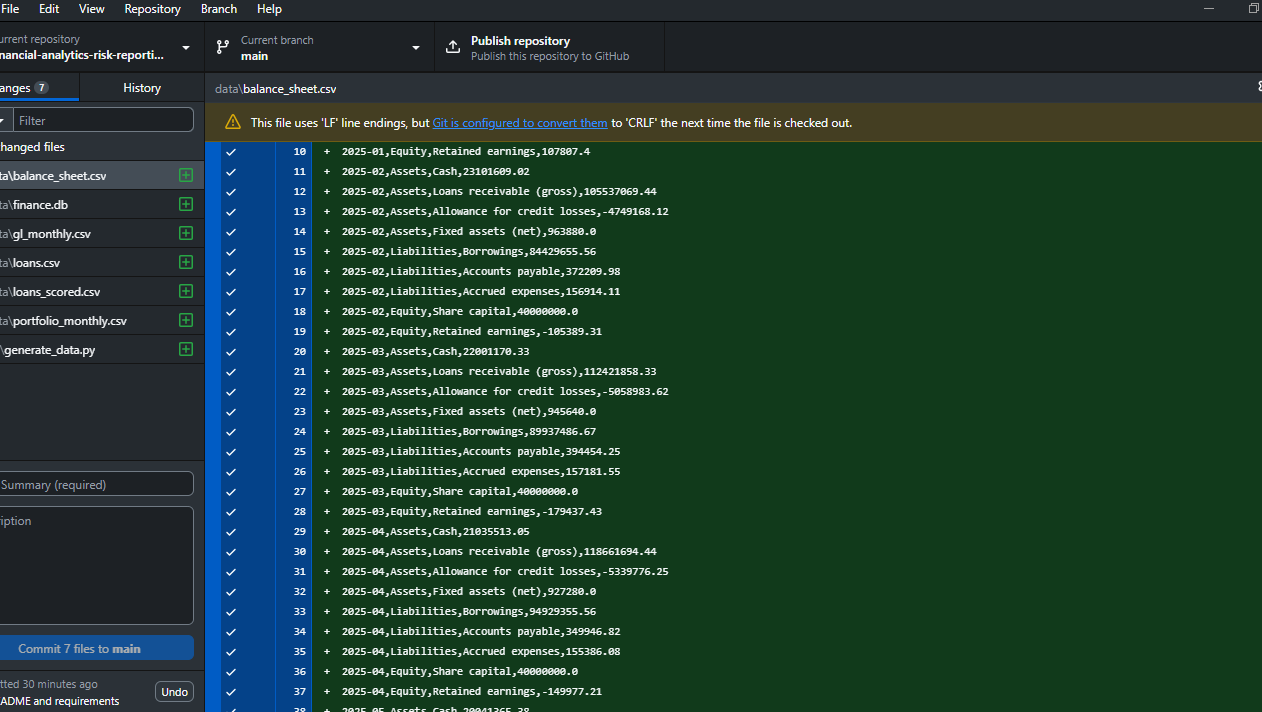 File Edit View Repository Branch Help
urrent repository
nancial-analytics-risk-reporti...
Current branch
main
Publish repository
Publish this repository to GitHub
anges 7
History
data\balance_sheet.csv
Filter
This file uses 'LF' line endings, but Git is configured to convert them to 'CRLF' the next time the file is checked out.
hanged files
ta\balance_sheet.csv
ta\finance.db
ta\gl_monthly.csv
ta\loans.csv
ta\loans_scored.csv
ta\portfolio_monthly.csv
\generate_data.py
Summary (required)
iption
Commit 7 files to main
tted 30 minutes ago
ADME and requirements
Undo
10 + 2025-01,Equity,Retained earnings,107807.4
11 + 2025-02,Assets,Cash,23101609.02
12 + 2025-02,Assets,Loans receivable (gross),105537069.44
13 + 2025-02,Assets,Allowance for credit losses,-4749168.12
14 + 2025-02,Assets,Fixed assets (net),963880.0
15 + 2025-02,Liabilities,Borrowings,84429655.56
16 + 2025-02,Liabilities,Accounts payable,372209.98
17 + 2025-02,Liabilities,Accrued expenses,156914.11
18 + 2025-02,Equity,Share capital,40000000.0
19 + 2025-02,Equity,Retained earnings,-105389.31
20 + 2025-03,Assets,Cash,22001170.33
21 + 2025-03,Assets,Loans receivable (gross),112421858.33
22 + 2025-03,Assets,Allowance for credit losses,-5058983.62
23 + 2025-03,Assets,Fixed assets (net),945640.0
24 + 2025-03,Liabilities,Borrowings,89937486.67
25 + 2025-03,Liabilities,Accounts payable,394454.25
26 + 2025-03,Liabilities,Accrued expenses,157181.55
27 + 2025-03,Equity,Share capital,40000000.0
28 + 2025-03,Equity,Retained earnings,-179437.43
29 + 2025-04,Assets,Cash,21035513.05
30 + 2025-04,Assets,Loans receivable (gross),118661694.44
31 + 2025-04,Assets,Allowance for credit losses,-5339776.25
32 + 2025-04,Assets,Fixed assets (net),927280.0
33 + 2025-04,Liabilities,Borrowings,94929355.56
34 + 2025-04,Liabilities,Accounts payable,349946.82
35 + 2025-04,Liabilities,Accrued expenses,155386.08
36 + 2025-04,Equity,Share capital,40000000.0
37 + 2025-04,Equity,Retained earnings,-149977.21